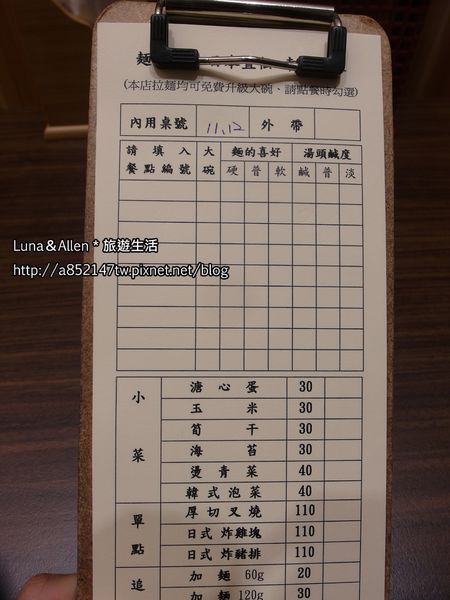 麵
(本店拉麵均可免費升級大碗、請點餐時勾選)
內用桌號 11,12 外帶
請填入餐點編號 大碗 麵的喜好 湯頭鹹度
硬 普 軟 鹹 普 淡
Luna&Allen * 旅遊生活
http://a852147tw.pixnet.net/blog
小菜
溏心蛋 30
玉米 30
筍干 30
海苔 30
燙青菜 40
韓式泡菜 40
單點
厚切叉燒 110
日式炸雞塊 110
日式炸豬排 110
追
加麵 60g 20
加麵 120g 30